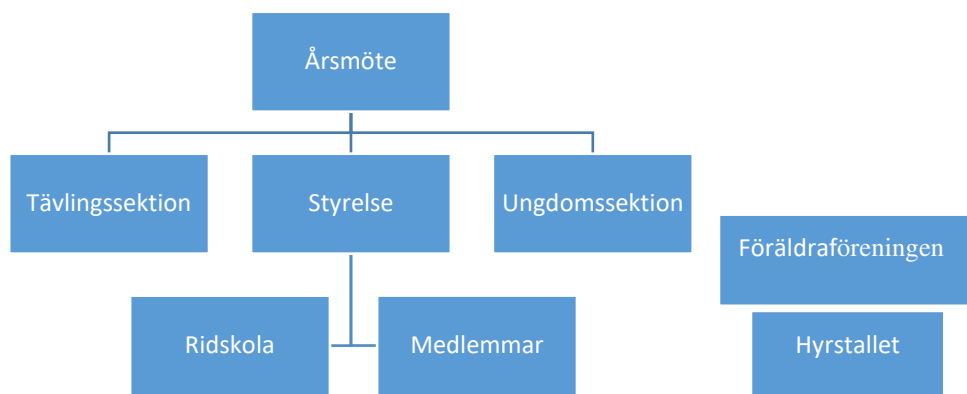 Årsmöte
Tävlingssektion
Styrelse
Ungdomssektion
Föräldraföreningen
Ridskola
Medlemmar
Hyrstallet